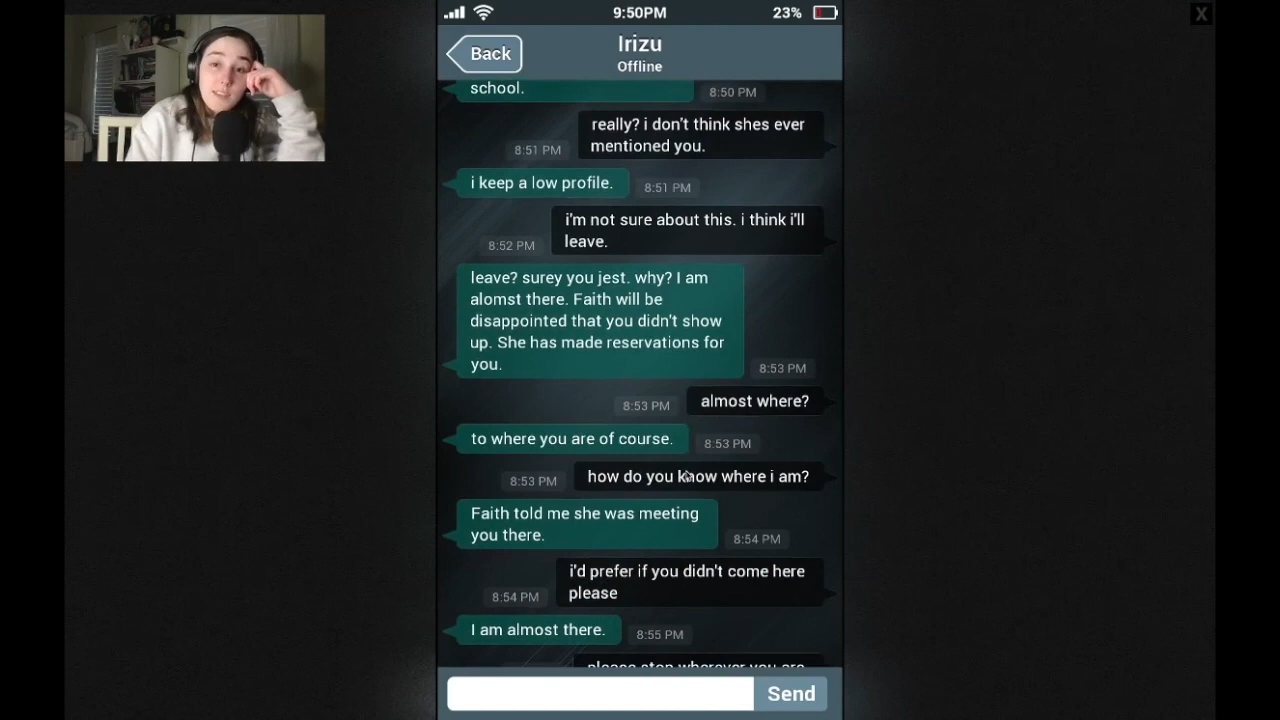 9:50PM
23%
X
Back
Irizu
Offline
school.
8:50 PM
really? i don't think shes ever
mentioned you.
8:51 PM
i keep a low profile.
8:51 PM
i'm not sure about this. i think i'll
leave.
8:52 PM
leave? surey you jest. why? I am
alomst there. Faith will be
disappointed that you didn't show
up. She has made reservations for
you.
8:53 PM
almost where?
8:53 PM
to where you are of course.
8:53 PM
how do you know where i am?
8:53 PM
Faith told me she was meeting
you there.
8:54 PM
i'd prefer if you didn't come here
please
8:54 PM
I am almost there.
8:55 PM
please stop wherever you are
Send